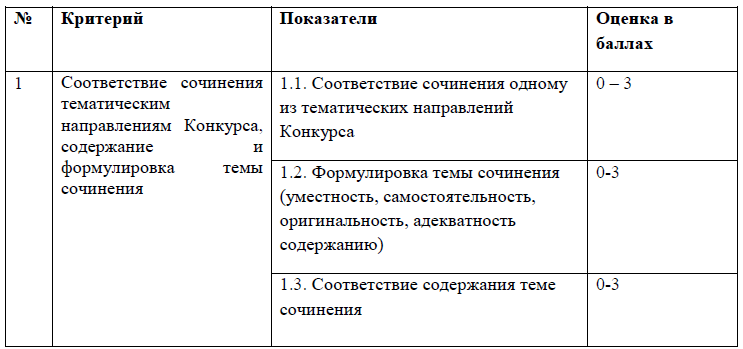 № Критерий Показатели Оценка в
баллах
1 Соответствие сочинения
тематическим
направлениям Конкурса,
содержание и
формулировка темы
сочинения
1.1. Соответствие сочинения одному
из тематических направлений
Конкурса
0 – 3
1.2. Формулировка темы сочинения
(уместность, самостоятельность,
оригинальность, адекватность
содержанию)
0-3
1.3. Соответствие содержания теме
сочинения
0-3